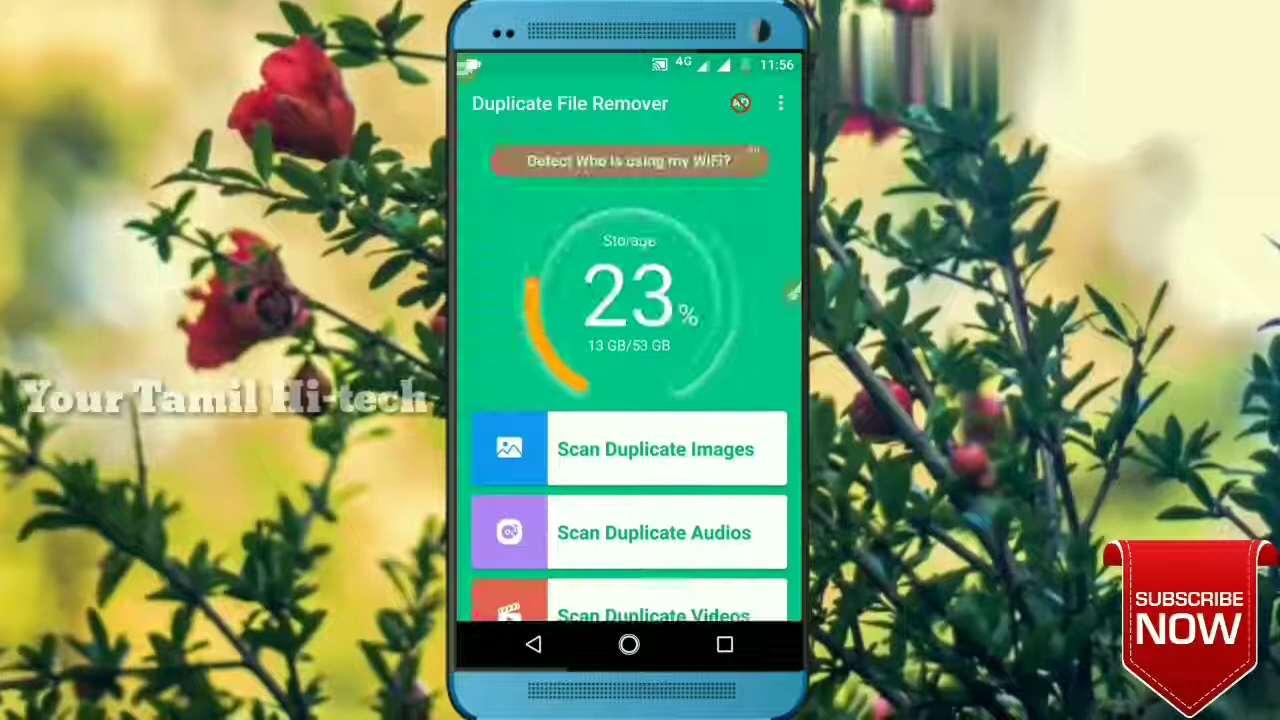 4G 11:56
Duplicate File Remover
AD
Detect Who is using my WiFi?
Storage
23%
13 GB/53 GB
Your Tamil Hi-tech
Scan Duplicate Images
Scan Duplicate Audios
Scan Duplicate Videos
SUBSCRIBE
NOW